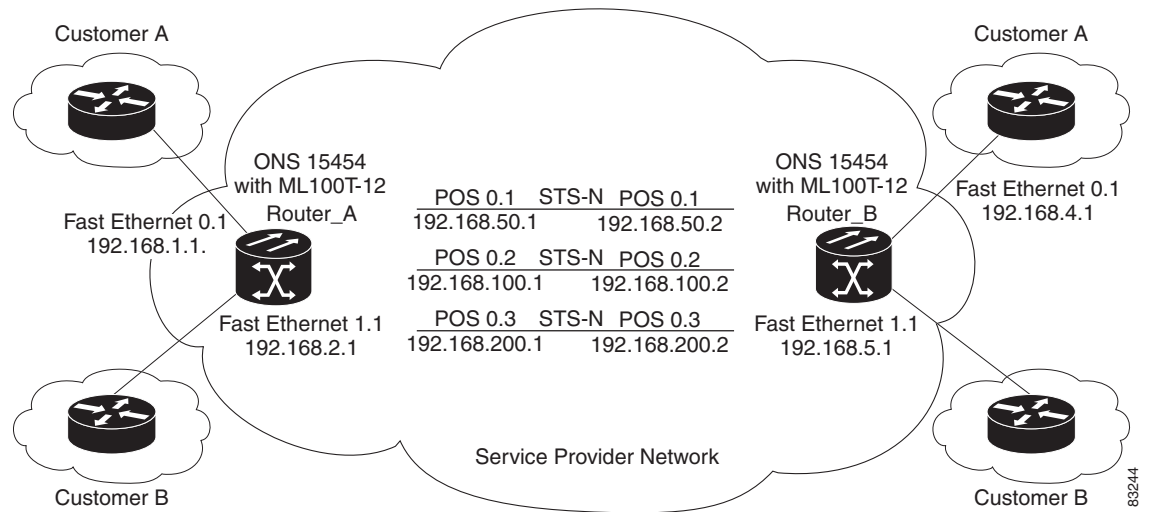 Customer A
Customer A
ONS 15454
with ML100T-12
Router_A
Fast Ethernet 0.1
192.168.1.1.
POS 0.1 STS-N POS 0.1
192.168.50.1 192.168.50.2
POS 0.2 STS-N POS 0.2
192.168.100.1 192.168.100.2
POS 0.3 STS-N POS 0.3
192.168.200.1 192.168.200.2
ONS 15454
with ML100T-12
Router_B
Fast Ethernet 0.1
192.168.4.1
Fast Ethernet 1.1
192.168.2.1
Fast Ethernet 1.1
192.168.5.1
Service Provider Network
Customer B
Customer B
83244